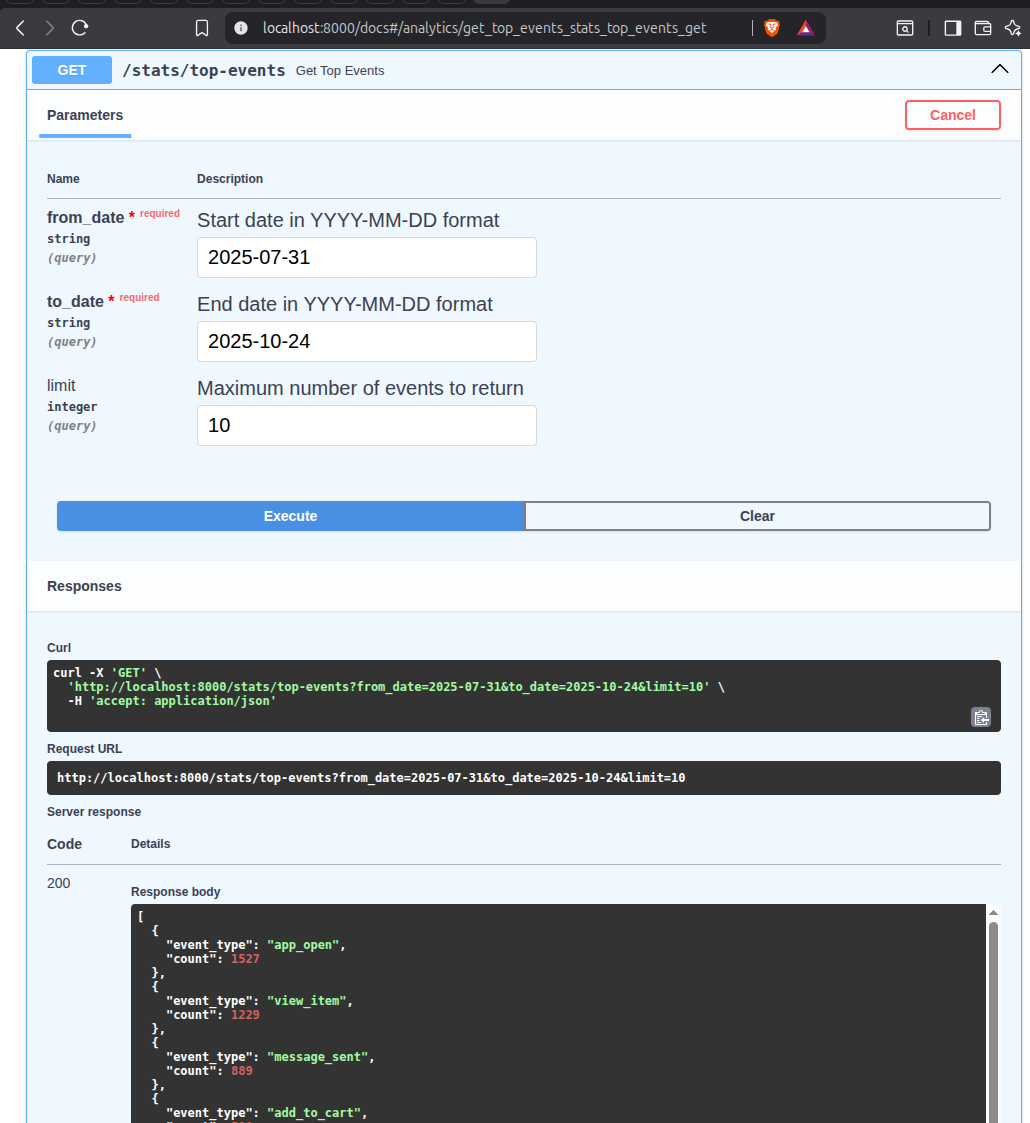 localhost:8000/docs#/analytics/get_top_events_stats_top_events_get
GET /stats/top-events Get Top Events
Parameters
Cancel
Name Description
from_date * required
string
(query)
Start date in YYYY-MM-DD format
2025-07-31
to_date * required
string
(query)
End date in YYYY-MM-DD format
2025-10-24
limit
integer
(query)
Maximum number of events to return
10
Execute
Clear
Responses
Curl
curl -X 'GET' \
'http://localhost:8000/stats/top-events?from_date=2025-07-31&to_date=2025-10-24&limit=10' \
-H 'accept: application/json'
Request URL
http://localhost:8000/stats/top-events?from_date=2025-07-31&to_date=2025-10-24&limit=10
Server response
Code Details
200
Response body
[
{
"event_type": "app_open",
"count": 1527
},
{
"event_type": "view_item",
"count": 1229
},
{
"event_type": "message_sent",
"count": 889
},
{
"event_type": "add_to_cart",